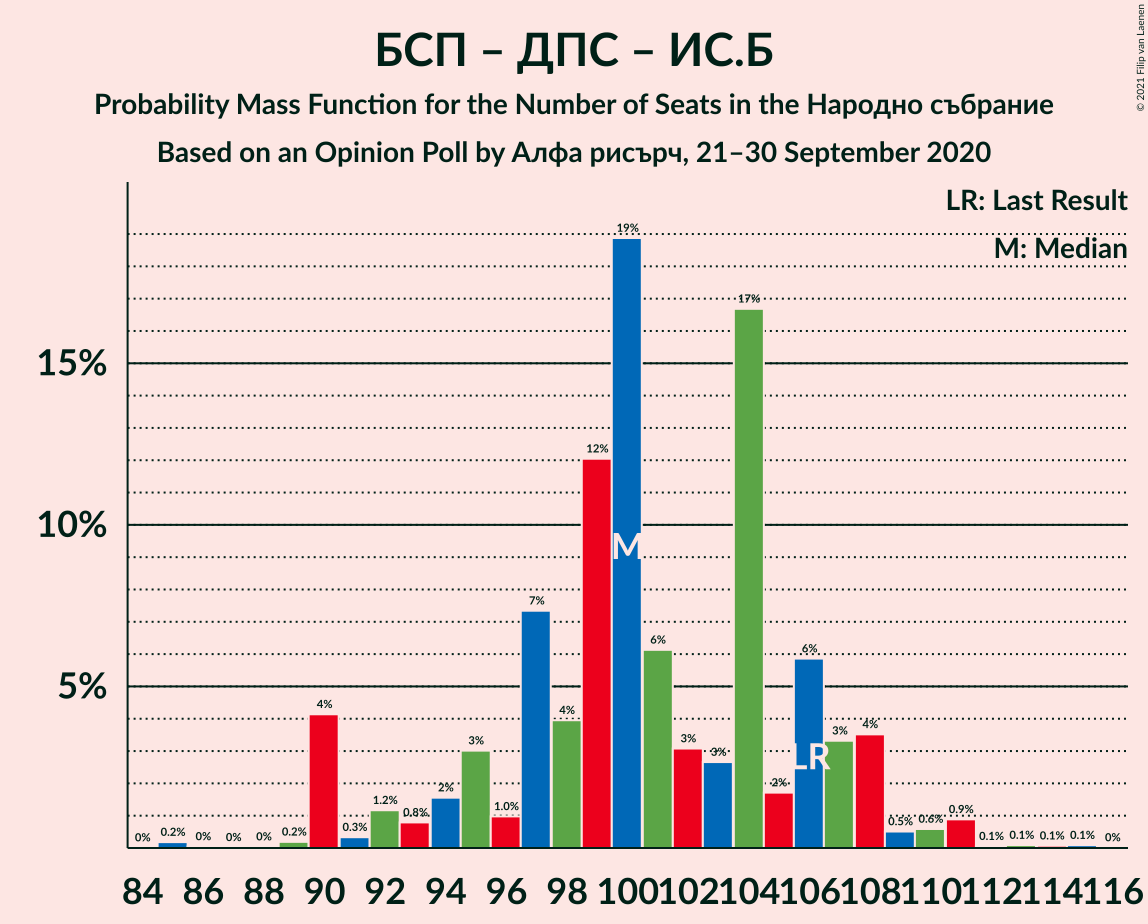 БСП – ДПС – ИС.Б
Probability Mass Function for the Number of Seats in the Народно събрание
Based on an Opinion Poll by Алфа рисърч, 21–30 September 2020
© 2021 Filip van Laenen
LR: Last Result
M: Median
15%
10%
5%
0% 0.2% 0% 0% 0% 0.2% 4% 0.3% 1.2% 0.8% 2% 3% 1.0% 7% 4% 12% 19% 6% 3% 3% 17% 2% 6% 3% 4% 0.5% 0.6% 0.9% 0.1% 0.1% 0.1% 0.1% 0%
M
LR
84 86 88 90 92 94 96 98 100 102 104 106 108 110 112 114 116